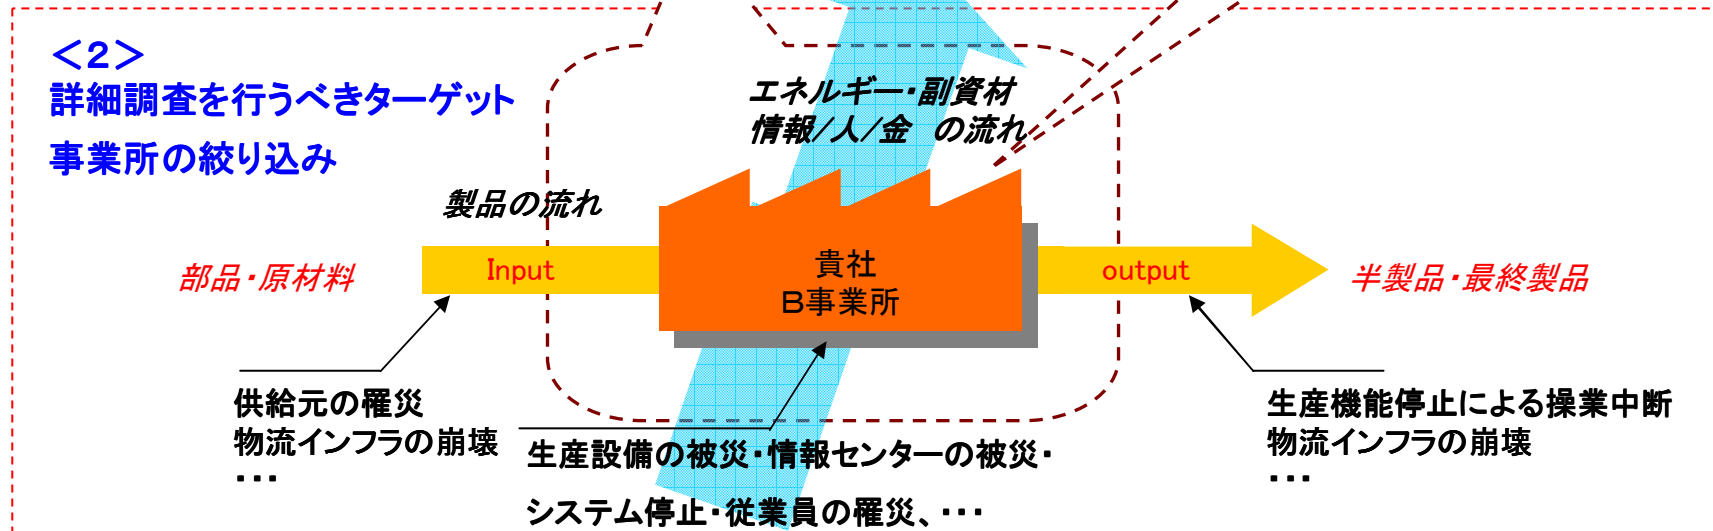 ＜２＞
詳細調査を行うべきターゲット
事業所の絞り込み
エネルギー・副資材
情報/人/金　の流れ
製品の流れ
部品・原材料
Input
貴社
Ｂ事業所
output
半製品・最終製品
供給元の罹災
物流インフラの崩壊
・・・
生産設備の被災・情報センターの被災・
システム停止・従業員の罹災、・・・
生産機能停止による操業中断
物流インフラの崩壊
・・・